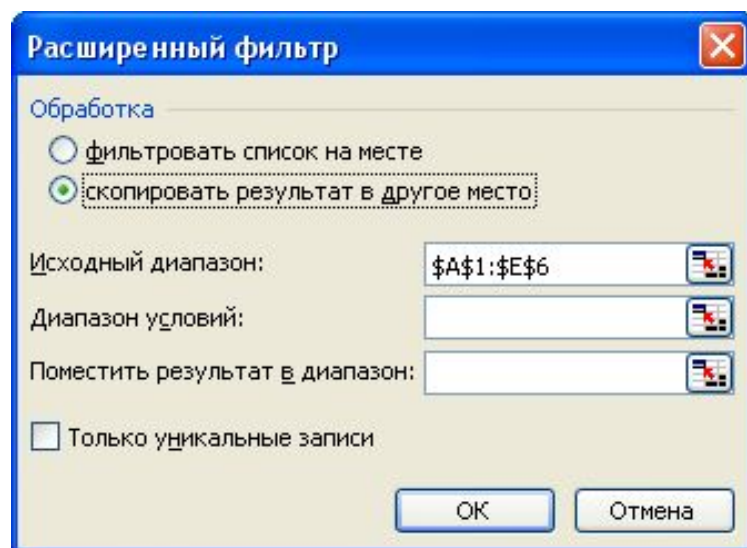 Расширенный фильтр
Обработка
фильтровать список на месте
скопировать результат в другое место
Исходный диапазон: $A$1:$E$6
Диапазон условий:
Поместить результат в диапазон:
Только уникальные записи
ОК Отмена